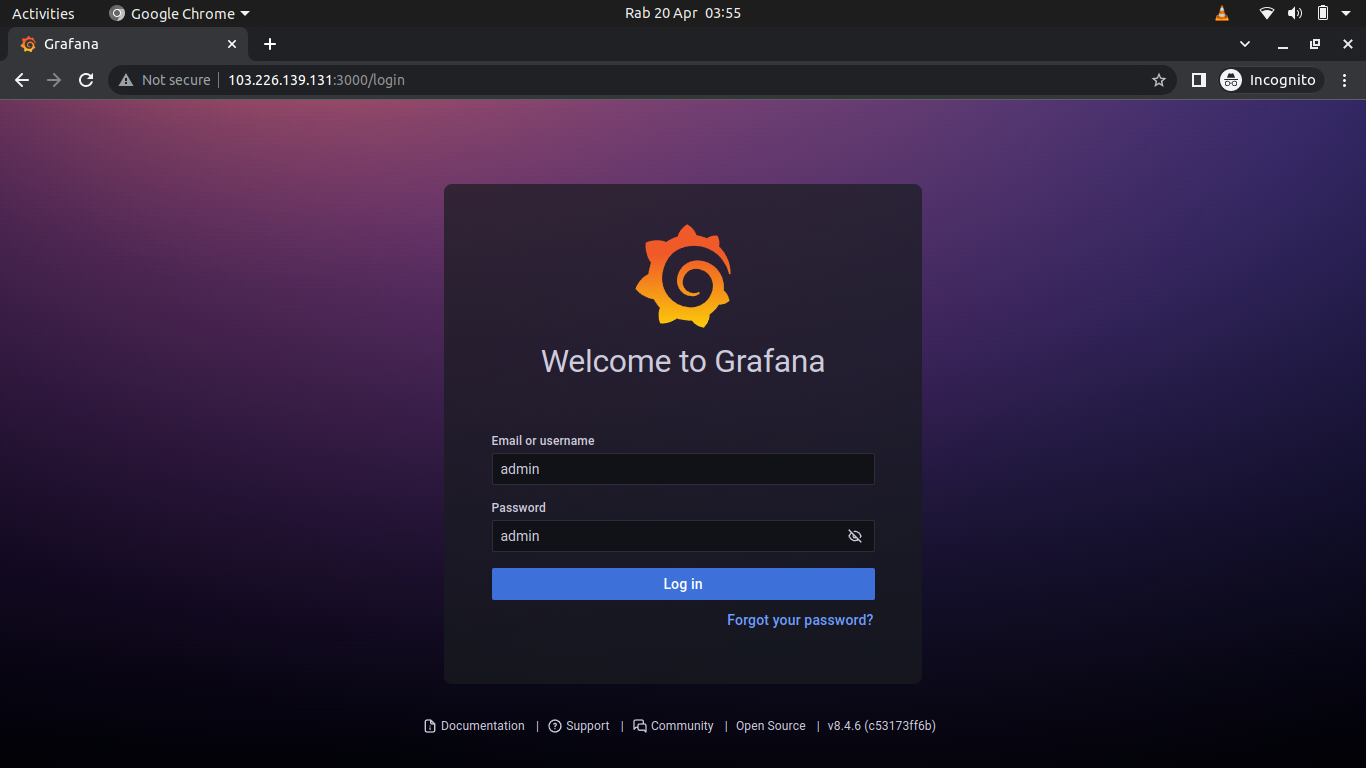 Activities Google Chrome Rab 20 Apr 03:55
Grafana
Not secure 103.226.139.131:3000/login Incognito
Welcome to Grafana
Email or username
admin
Password
admin
Log in
Forgot your password?
Documentation | Support | Community | Open Source | v8.4.6 (c53173ff6b)